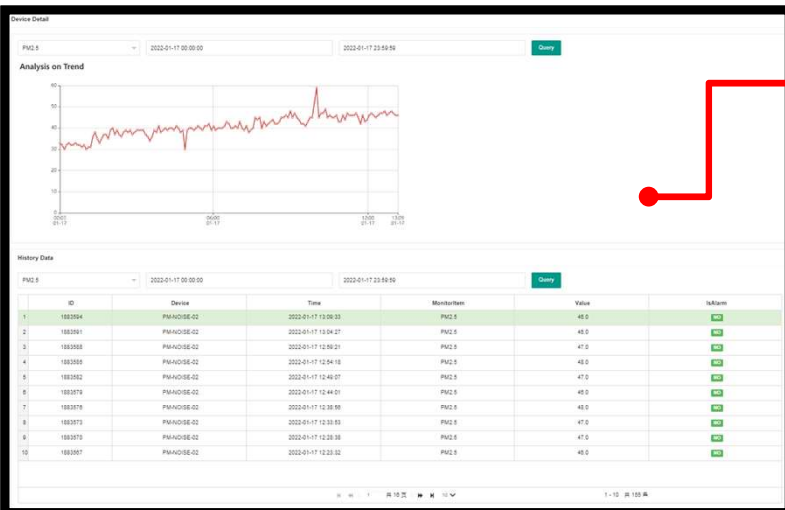 Device Detail
PM2.5 2022-01-17 00:00:00 2022-01-17 23:59:59 Query
Analysis on Trend
60
50
40
30
20
10
0
01-17 01-17 01-17 01-17
History Data
PM2.5 2022-01-17 00:00:00 2022-01-17 23:59:59 Query
ID Device Time MonitorItem Value IsAlarm
1 1883594 PM-NOISE-02 2022-01-17 13:09:33 PM2.5 46.0 NO
2 1883591 PM-NOISE-02 2022-01-17 13:04:27 PM2.5 46.0 NO
3 1883588 PM-NOISE-02 2022-01-17 12:59:21 PM2.5 47.0 NO
4 1883585 PM-NOISE-02 2022-01-17 12:54:15 PM2.5 48.0 NO
5 1883582 PM-NOISE-02 2022-01-17 12:49:07 PM2.5 47.0 NO
6 1883579 PM-NOISE-02 2022-01-17 12:44:01 PM2.5 46.0 NO
7 1883576 PM-NOISE-02 2022-01-17 12:38:56 PM2.5 48.0 NO
8 1883573 PM-NOISE-02 2022-01-17 12:33:53 PM2.5 47.0 NO
9 1883570 PM-NOISE-02 2022-01-17 12:28:38 PM2.5 47.0 NO
10 1883567 PM-NOISE-02 2022-01-17 12:23:32 PM2.5 46.0 NO
1 共 16 页 10 1 - 10 共 155 条